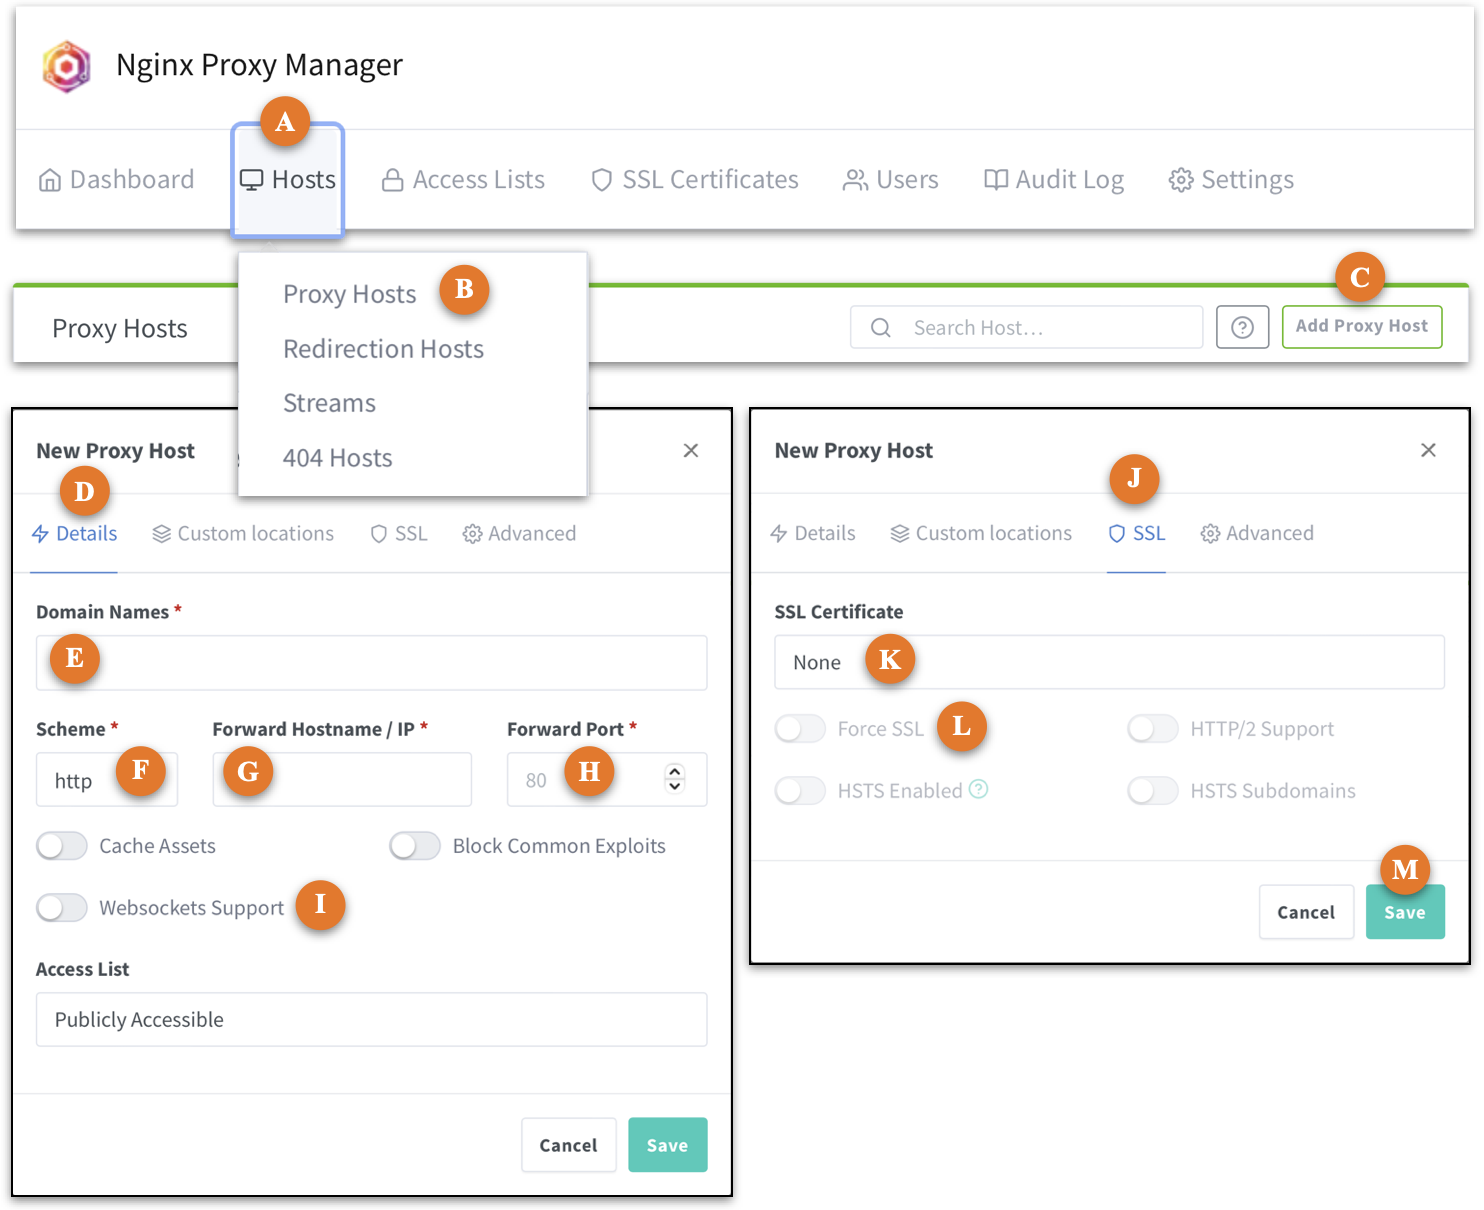 Nginx Proxy Manager
A
Dashboard Hosts Access Lists SSL Certificates Users Audit Log Settings
Proxy Hosts B
Redirection Hosts
Streams
404 Hosts
C
Proxy Hosts Search Host... ? Add Proxy Host
New Proxy Host
D
Details Custom locations SSL Advanced
Domain Names *
E
Scheme * Forward Hostname / IP * Forward Port *
http F G 80 H
Cache Assets Block Common Exploits
Websockets Support I
Access List
Publicly Accessible
Cancel Save
New Proxy Host
J
Details Custom locations SSL Advanced
SSL Certificate
None K
Force SSL L HTTP/2 Support
HSTS Enabled ? HSTS Subdomains
M
Cancel Save